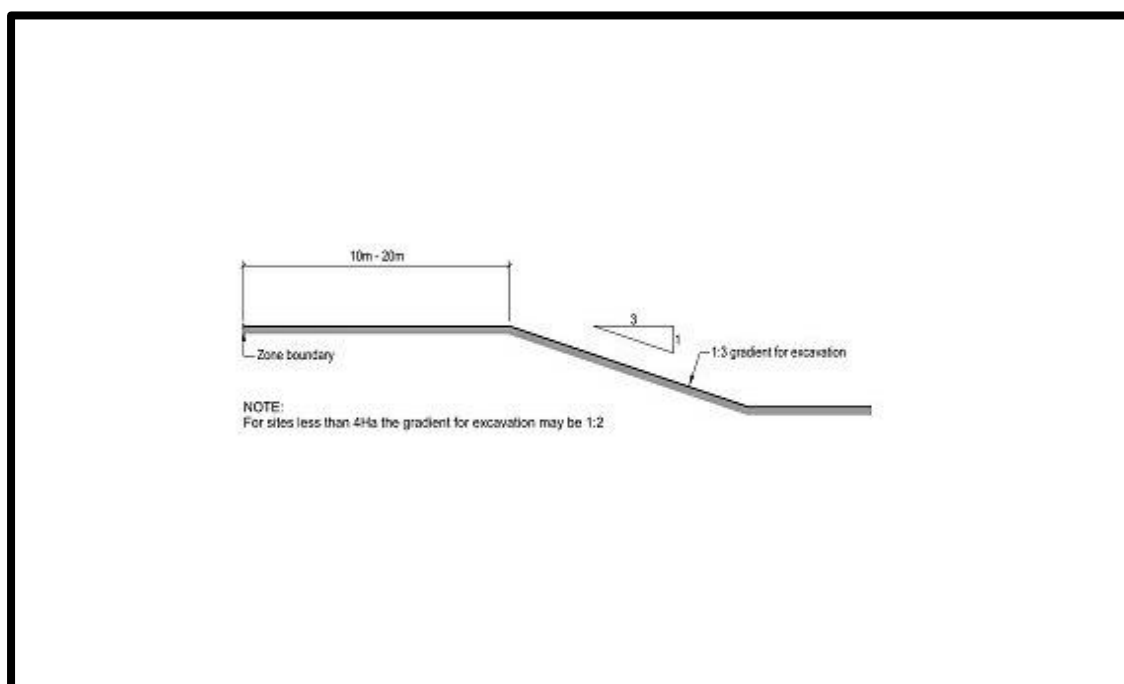 10m - 20m
3
1
Zone boundary
1:3 gradient for excavation
NOTE:
For sites less than 4Ha the gradient for excavation may be 1:2